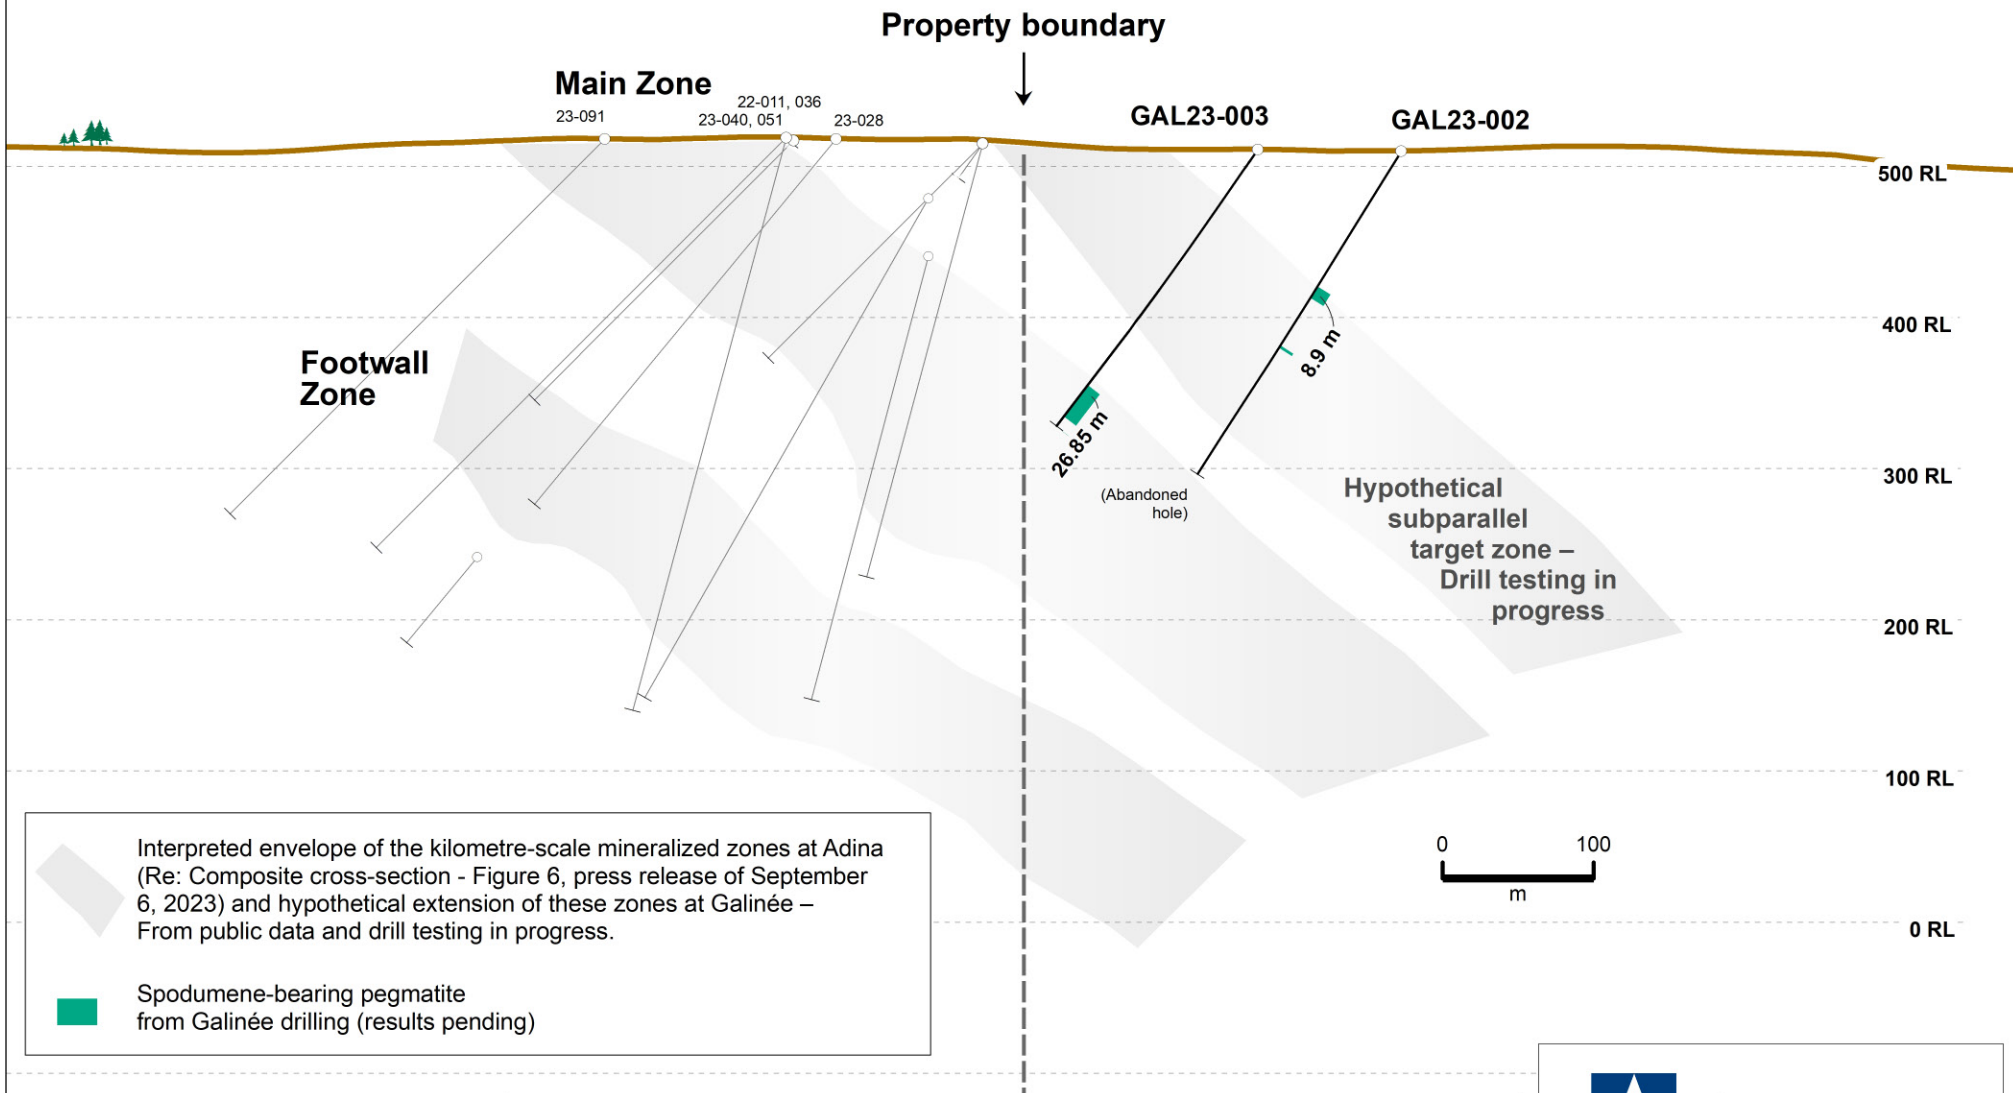 Property boundary
Main Zone
22-011, 036
23-091
23-040, 051
23-028
GAL23-003
GAL23-002
500 RL
400 RL
8.9 m
Footwall
Zone
26.85 m
300 RL
(Abandoned
hole)
Hypothetical
subparallel
target zone –
Drill testing in
progress
200 RL
100 RL
0 100
m
0 RL
Interpreted envelope of the kilometre-scale mineralized zones at Adina
(Re: Composite cross-section - Figure 6, press release of September
6, 2023) and hypothetical extension of these zones at Galinée –
From public data and drill testing in progress.
Spodumene-bearing pegmatite
from Galinée drilling (results pending)